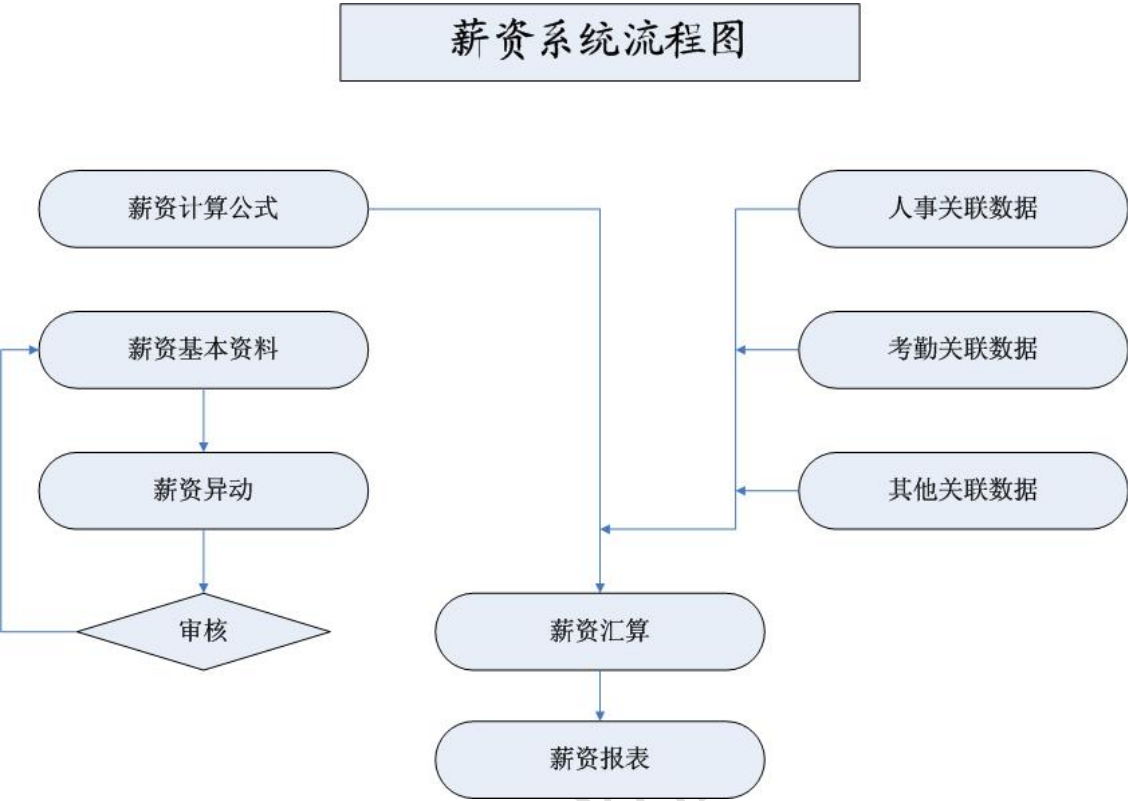 薪资系统流程图
薪资计算公式
人事关联数据
薪资基本资料
考勤关联数据
薪资异动
其他关联数据
审核
薪资汇算
薪资报表